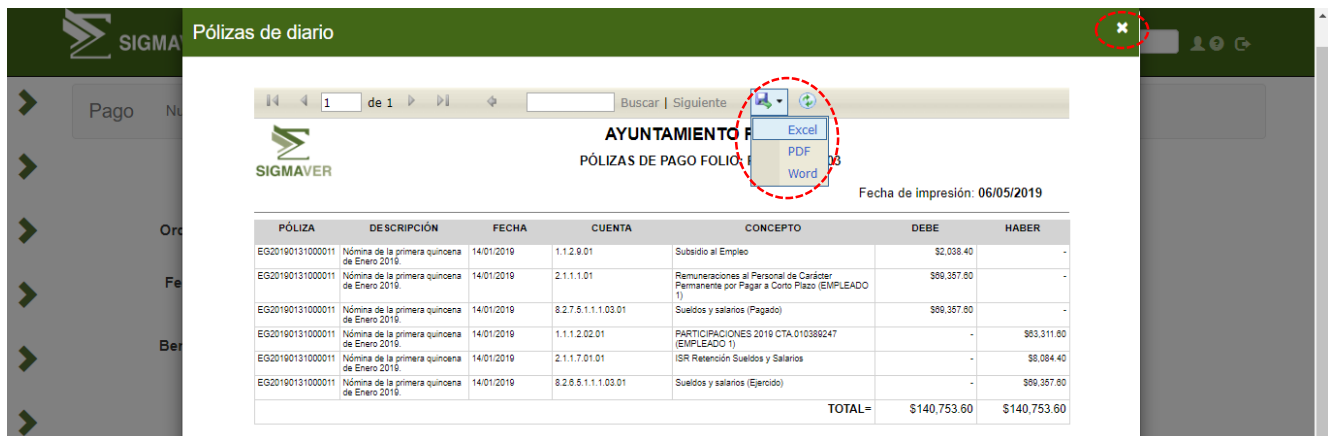 SIGMA
Pólizas de diario
Pago
1 de 1 Buscar | Siguiente
Excel
PDF
Word
SIGMAVER
AYUNTAMIENTO
PÓLIZAS DE PAGO FOLIO: 03
Fecha de impresión: 06/05/2019
PÓLIZA DESCRIPCIÓN FECHA CUENTA CONCEPTO DEBE HABER
EG20190131000011 Nómina de la primera quincena 14/01/2019 1.1.2.9.01 Subsidio al Empleo $2,038.40 -
de Enero 2019.
EG20190131000011 Nómina de la primera quincena 14/01/2019 2.1.1.1.01 Remuneraciones al Personal de Carácter $69,357.60 -
de Enero 2019. Permanente por Pagar a Corto Plazo (EMPLEADO
1)
EG20190131000011 Nómina de la primera quincena 14/01/2019 8.2.7.5.1.1.1.03.01 Sueldos y salarios (Pagado) $69,357.60 -
de Enero 2019.
EG20190131000011 Nómina de la primera quincena 14/01/2019 1.1.1.2.02.01 PARTICIPACIONES 2019 CTA.010389247 - $63,311.60
de Enero 2019. (EMPLEADO 1)
EG20190131000011 Nómina de la primera quincena 14/01/2019 2.1.1.7.01.01 ISR Retención Sueldos y Salarios - $8,084.40
de Enero 2019.
EG20190131000011 Nómina de la primera quincena 14/01/2019 8.2.6.5.1.1.1.03.01 Sueldos y salarios (Ejercido) - $69,357.60
de Enero 2019.
TOTAL= $140,753.60 $140,753.60